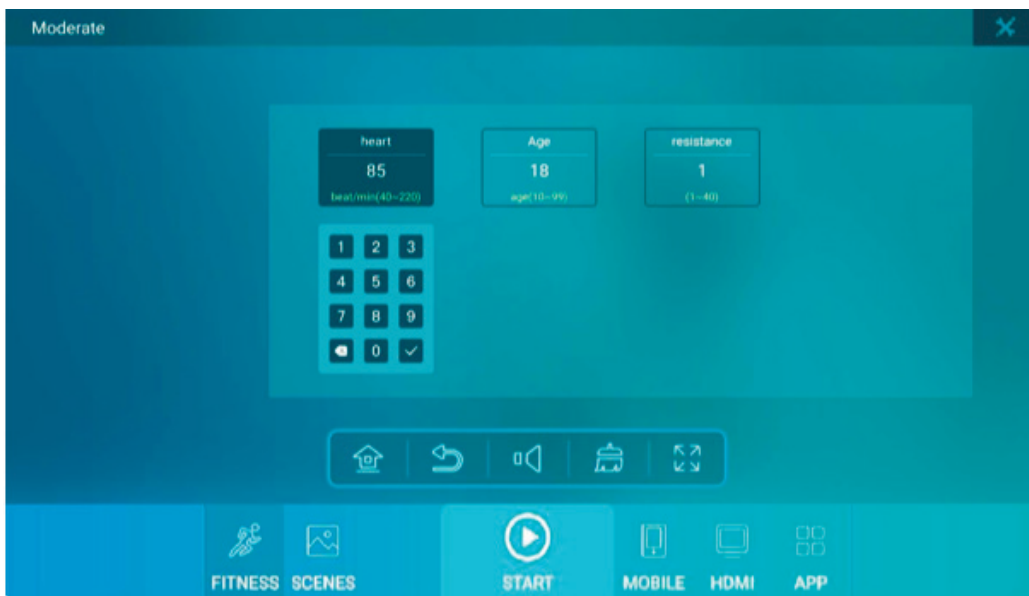 Moderate
heart Age resistance
85 18 1
beat/min(40~220) age(10~99) (1~40)
1 2 3
4 5 6
7 8 9
0
FITNESS SCENES START MOBILE HDMI APP